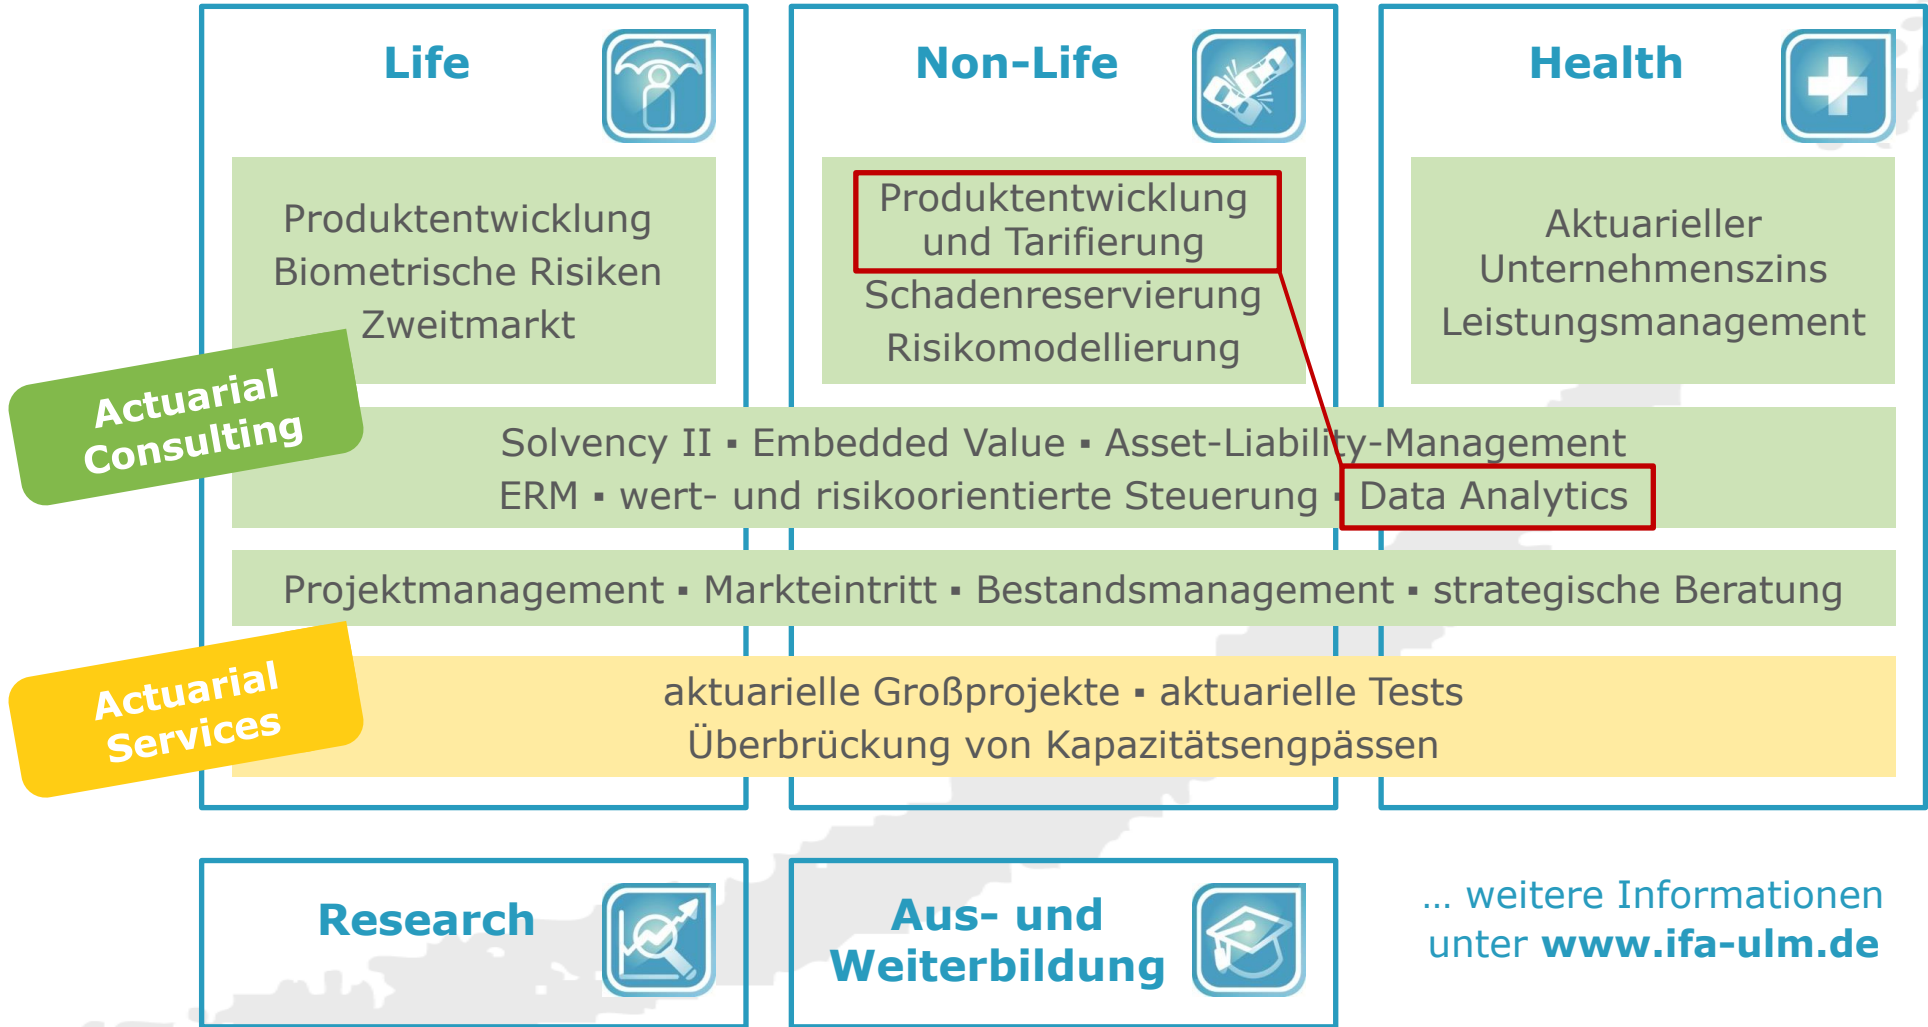 Life
Non-Life
Health
Produktentwicklung
Biometrische Risiken
Zweitmarkt
Produktentwicklung
und Tarifierung
Schadenreservierung
Risikomodellierung
Aktuarieller
Unternehmenszins
Leistungsmanagement
Actuarial
Consulting
Solvency II ▪ Embedded Value ▪ Asset-Liability-Management
ERM ▪ wert- und risikoorientierte Steuerung ▪ Data Analytics
Projektmanagement ▪ Markteintritt ▪ Bestandsmanagement ▪ strategische Beratung
Actuarial
Services
aktuarielle Großprojekte ▪ aktuarielle Tests
Überbrückung von Kapazitätsengpässen
Research
Aus- und
Weiterbildung
… weitere Informationen
unter www.ifa-ulm.de